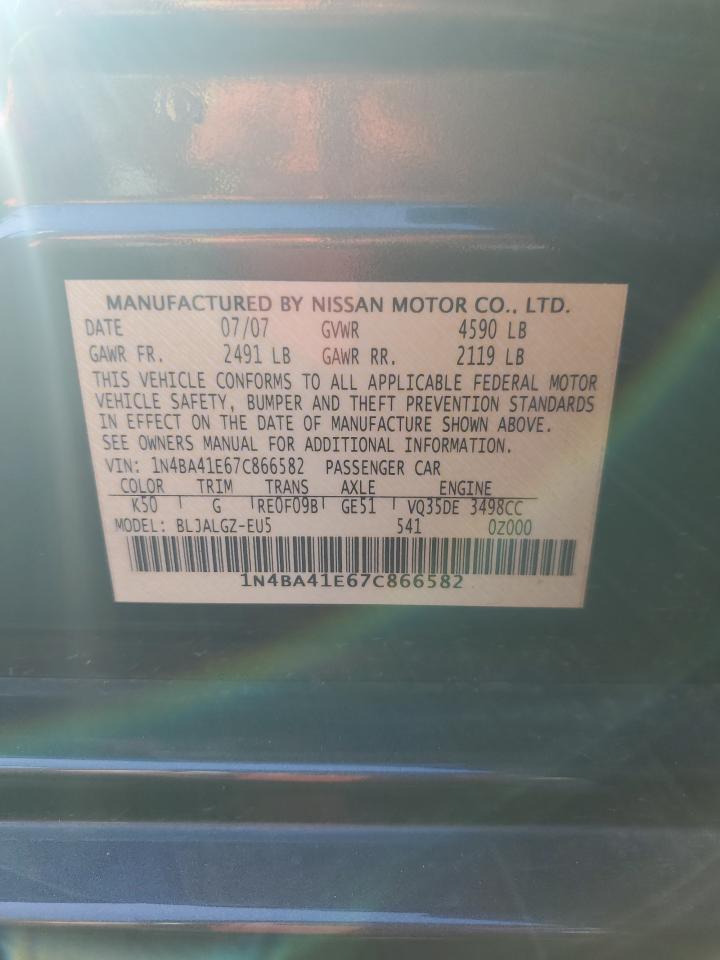 MANUFACTURED BY NISSAN MOTOR CO., LTD.
DATE 07/07 GVWR 4590 LB
GAWR FR. 2491 LB GAWR RR. 2119 LB
THIS VEHICLE CONFORMS TO ALL APPLICABLE FEDERAL MOTOR
VEHICLE SAFETY, BUMPER AND THEFT PREVENTION STANDARDS
IN EFFECT ON THE DATE OF MANUFACTURE SHOWN ABOVE.
SEE OWNERS MANUAL FOR ADDITIONAL INFORMATION.
VIN: 1N4BA41E67C866582 PASSENGER CAR
COLOR TRIM TRANS AXLE ENGINE
K50 G RE0F09B GE51 VQ35DE 3498CC
MODEL: BLJALGZ-EU5 541 0Z000
1N4BA41E67C866582